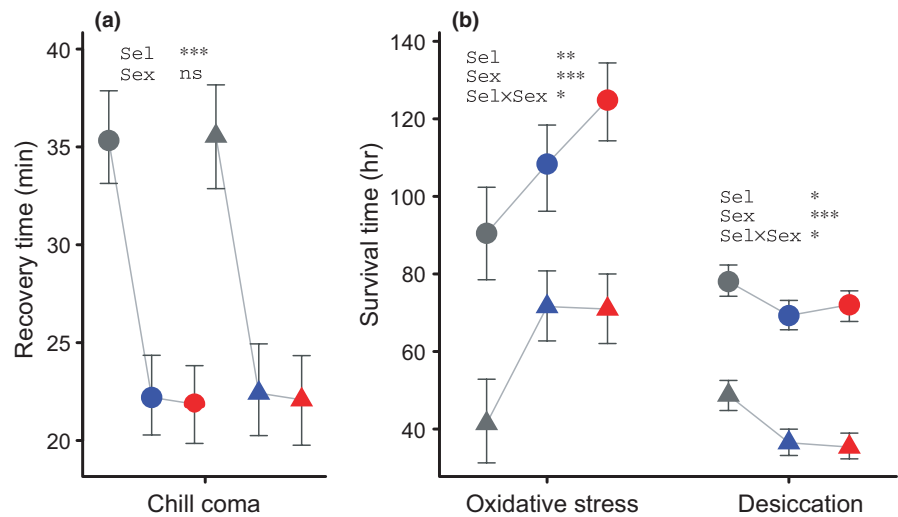 (a)
Sel ***
Sex ns
40
35
30
25
20
Recovery time (min)
Chill coma
(b)
Sel **
Sex ***
Sel×Sex *
Sel *
Sex ***
Sel×Sex *
140
120
100
80
60
40
Survival time (hr)
Oxidative stress
Desiccation